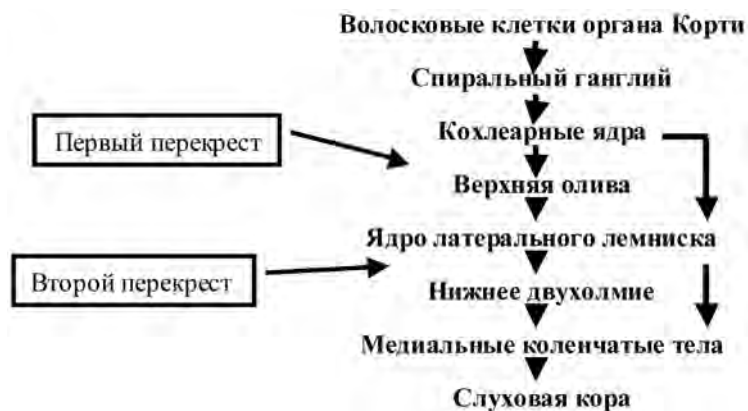 Волосковые клетки органа Корти
Спиральный ганглий
Первый перекрест
Кохлеарные ядра
Верхняя олива
Ядро латерального лемниска
Второй перекрест
Нижнее двухолмие
Медиальные коленчатые тела
Слуховая кора